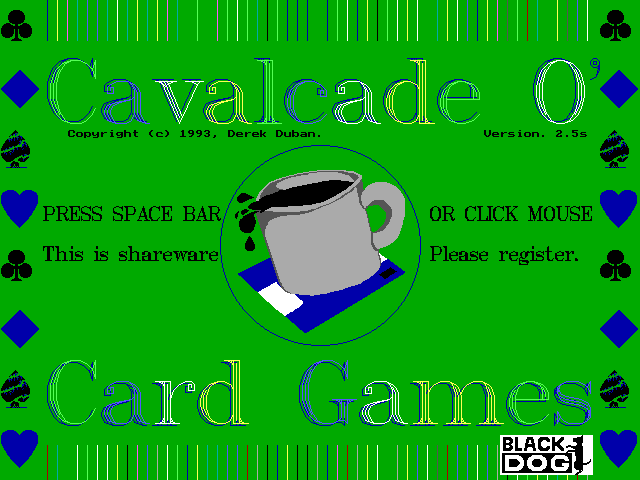 Cavalcade O'
Copyright (c) 1993, Derek Duban. Version. 2.5s
PRESS SPACE BAR OR CLICK MOUSE
This is shareware Please register.
Card Games
BLACK
DOG